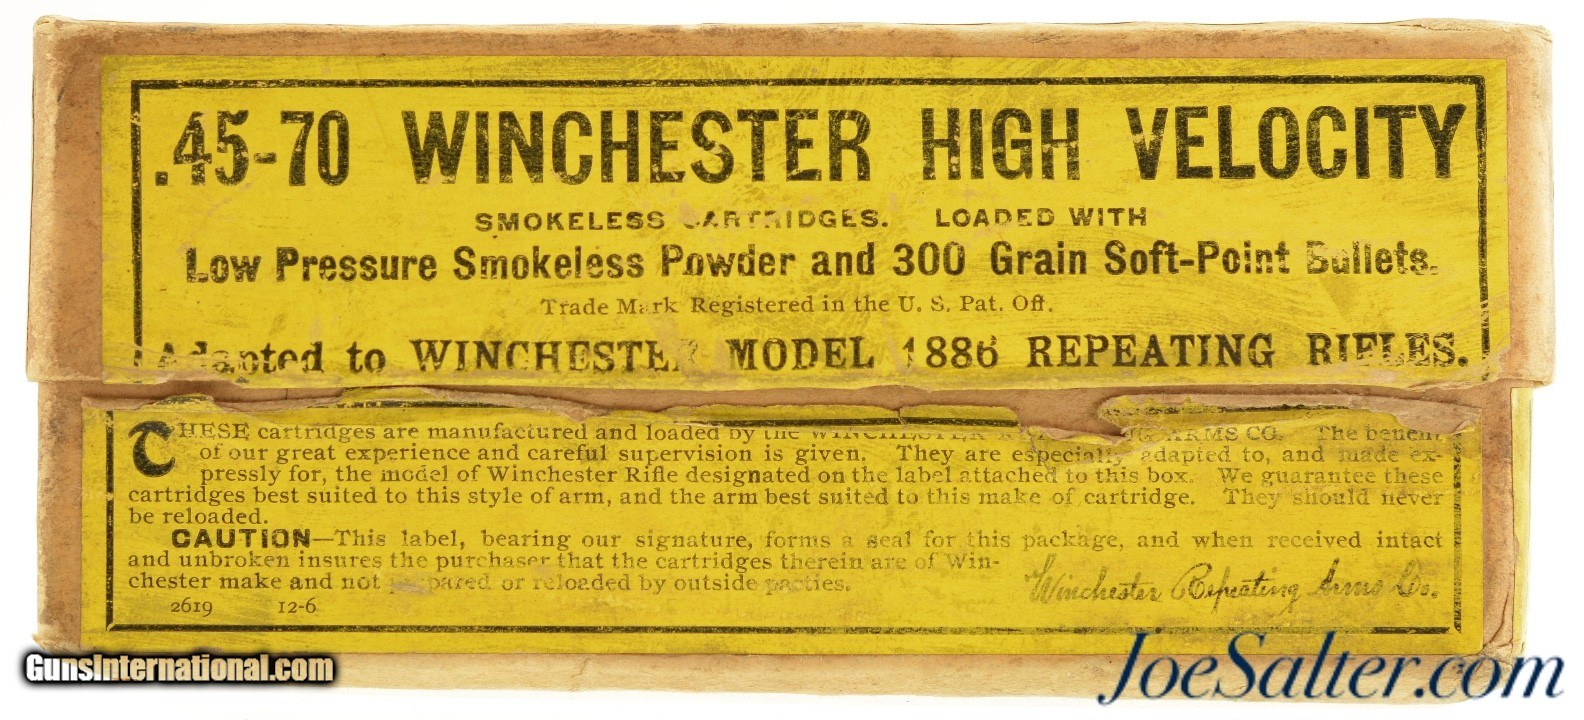 .45-70 WINCHESTER HIGH VELOCITY
SMOKELESS CARTRIDGES. LOADED WITH
Low Pressure Smokeless Powder and 300 Grain Soft-Point Bullets.
Trade Mark Registered in the U. S. Pat. Off.
Adapted to WINCHESTER MODEL 1886 REPEATING RIFLES.
THESE cartridges are manufactured and loaded by the WINCHESTER ARMS CO. The benefit
of our great experience and careful supervision is given. They are especially adapted to, and made ex-
pressly for, the model of Winchester Rifle designated on the label attached to this box. We guarantee these
cartridges best suited to this style of arm, and the arm best suited to this make of cartridge. They should never
be reloaded.
CAUTION—This label, bearing our signature, forms a seal for this package, and when received intact
and unbroken insures the purchaser that the cartridges therein are of Win-
chester make and not or reloaded by outside parties.
Winchester Repeating Arms Co.
2619 12-6
GunsInternational.com
JoeSalter.com